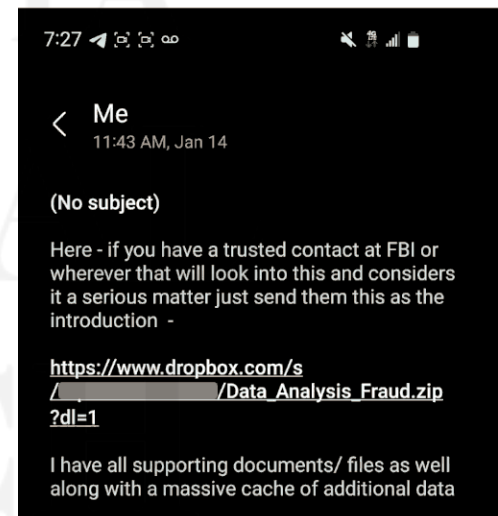 7:27
Me
11:43 AM, Jan 14
(No subject)
Here - if you have a trusted contact at FBI or
wherever that will look into this and considers
it a serious matter just send them this as the
introduction -
https://www.dropbox.com/s
/ /Data_Analysis_Fraud.zip
?dl=1
I have all supporting documents/ files as well
along with a massive cache of additional data